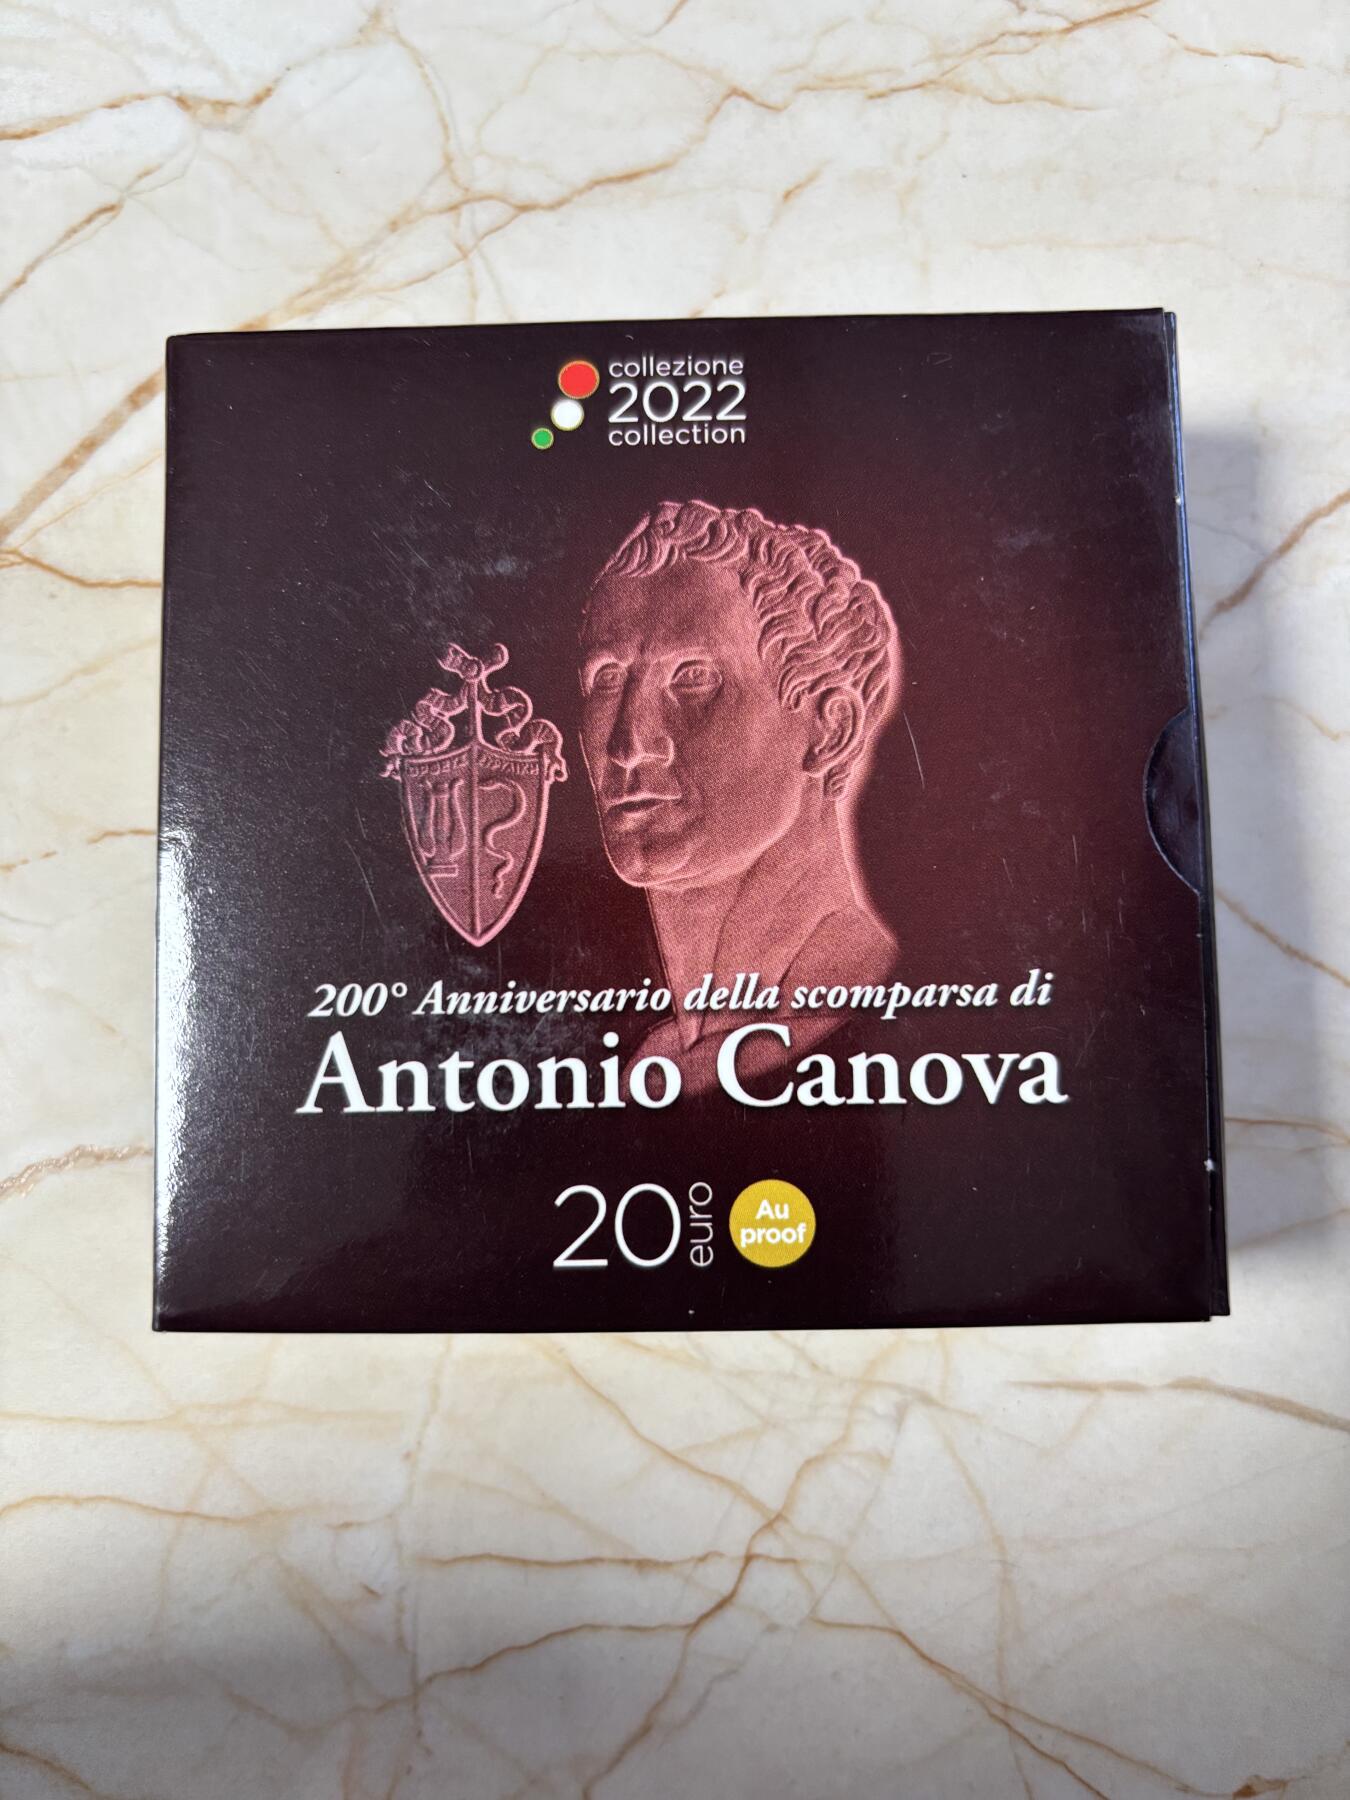 collezione
2022
collection
200° Anniversario della scomparsa di
Antonio Canova
20 euro
Au
proof